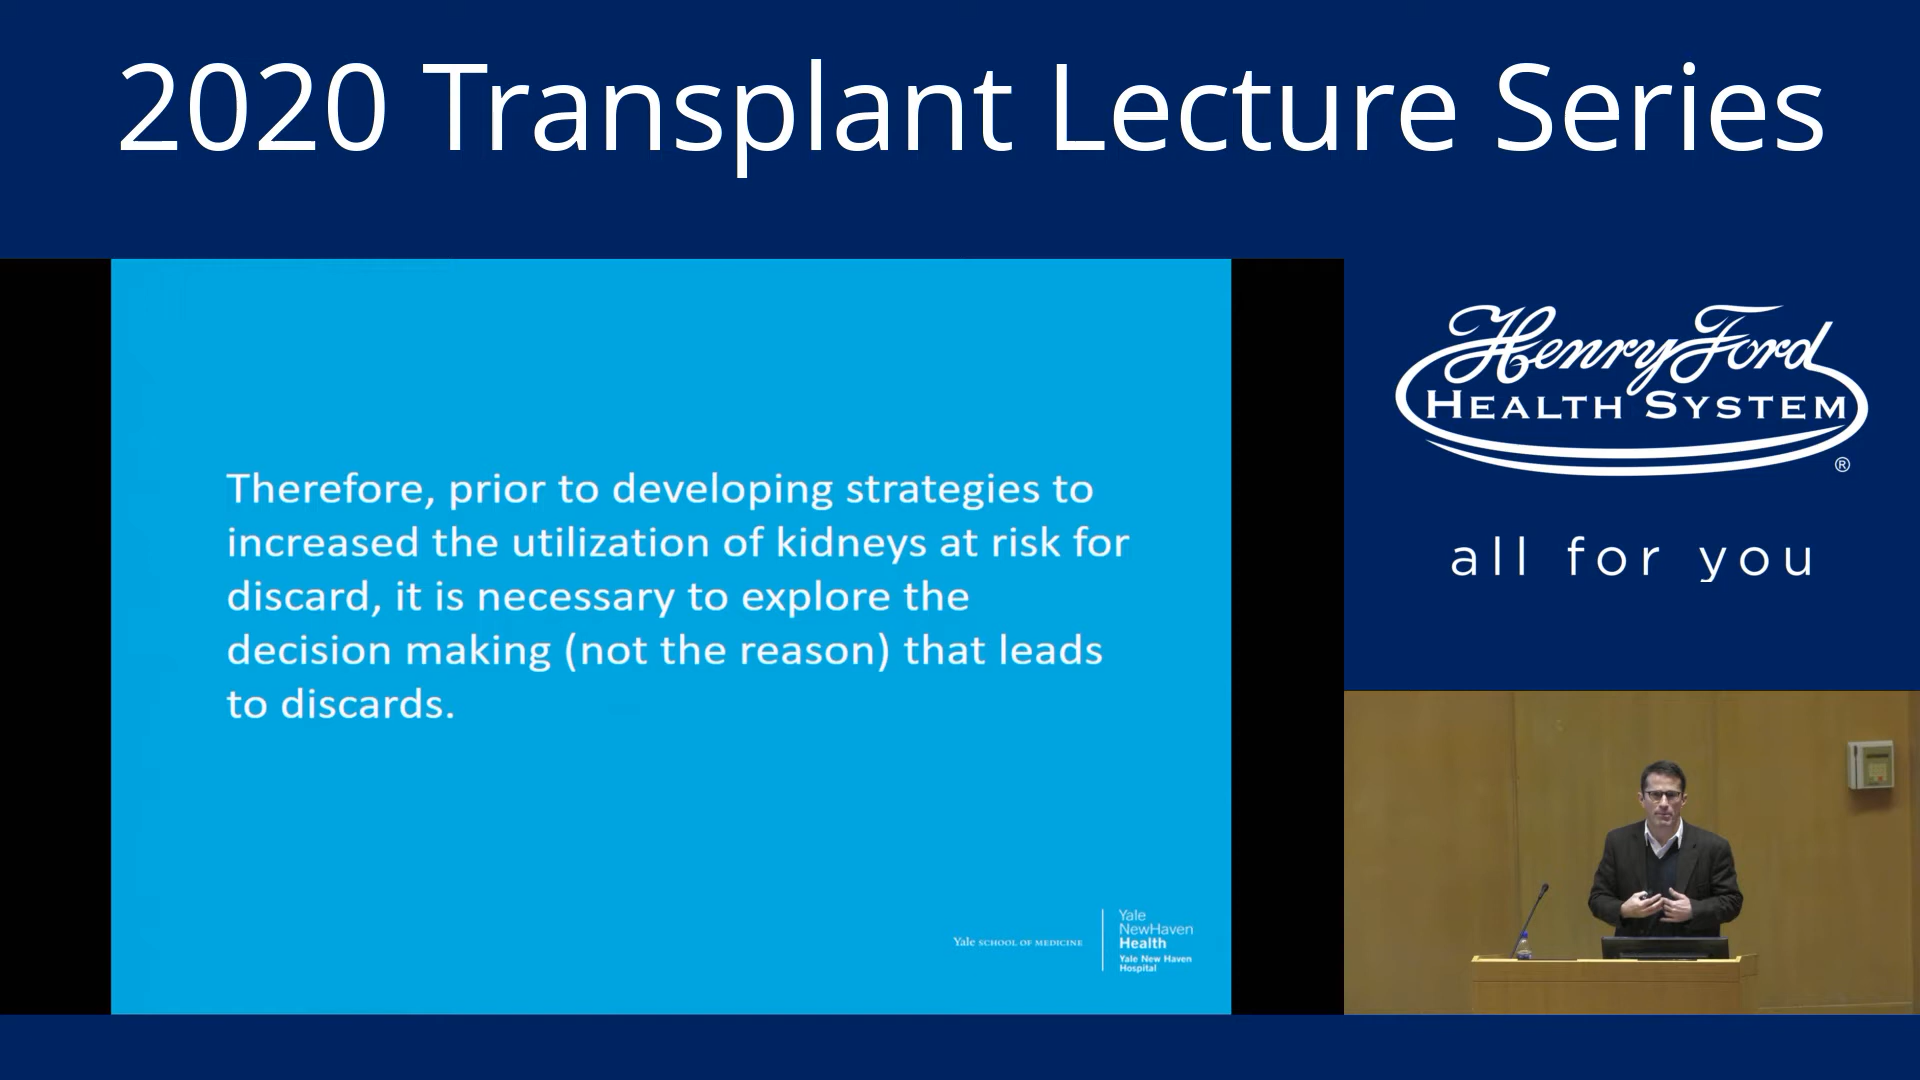 2020 Transplant Lecture Series
Therefore, prior to developing strategies to
increased the utilization of kidneys at risk for
discard, it is necessary to explore the
decision making (not the reason) that leads
to discards.
Yale SCHOOL OF MEDICINE
Yale
NewHaven
Health
Yale New Haven
Hospital
Henry Ford
HEALTH SYSTEM
®
all for you